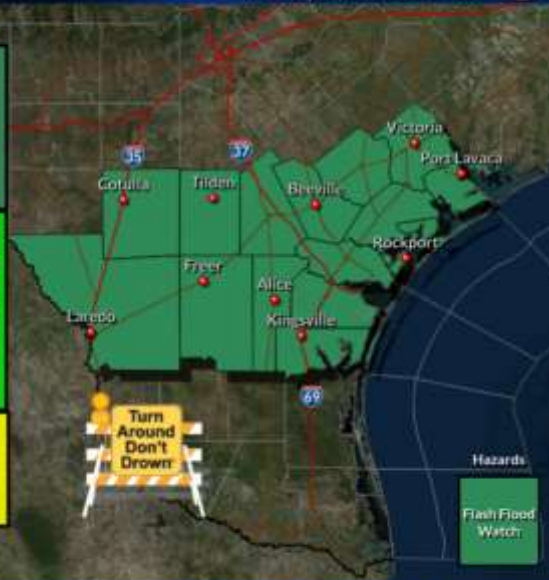 Victoria
Port Lavaca
35
37
Cotulla
Tilden
Beeville
Rockport
Freer
Alice
Laredo
Kingsville
69
Turn
Around
Don't
Drown
Hazards
Flash Flood
Watch